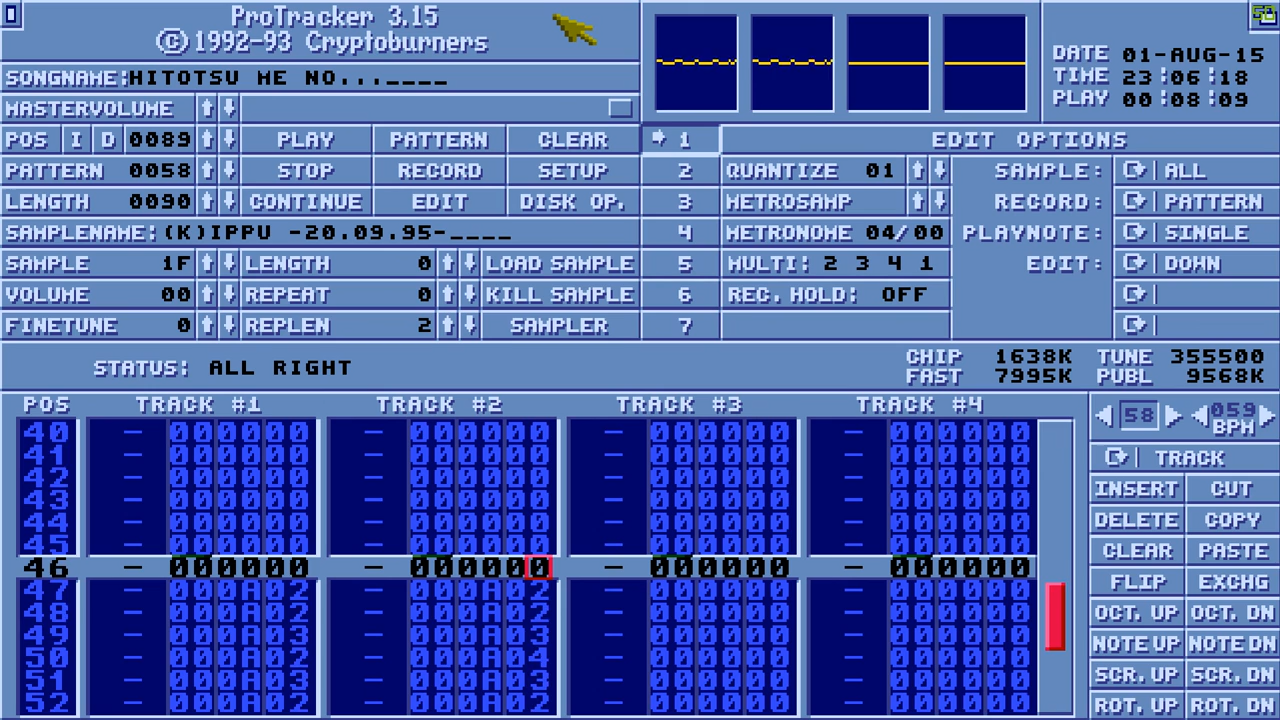 ProTracker 3.15
©1992-93 Cryptoburners
SONGNAME:HITOTSU ME NO...____
MASTERVOLUME
POS I D 0089 PLAY PATTERN CLEAR
PATTERN 0058 STOP RECORD SETUP
LENGTH 0090 CONTINUE EDIT DISK OP.
SAMPLENAME:(K)IPPU -20.09.95-____
SAMPLE 1F LENGTH 0 LOAD SAMPLE
VOLUME 00 REPEAT 0 KILL SAMPLE
FINETUNE 0 REPLEN 2 SAMPLER
DATE 01-AUG-15
TIME 23:06:18
PLAY 00:08:09
1 EDIT OPTIONS
2 QUANTIZE 01 SAMPLE: ALL
3 METROSAMP RECORD: PATTERN
4 METRONOME 04/00 PLAYNOTE: SINGLE
5 MULTI: 2 3 4 1 EDIT: DOWN
6 REC. HOLD: OFF
7
STATUS: ALL RIGHT
CHIP 1638K TUNE 355500
FAST 7995K PUBL 9568K
POS TRACK #1 TRACK #2 TRACK #3 TRACK #4
40 - 000000 - 000000 - 000000 - 000000
41 - 000000 - 000000 - 000000 - 000000
42 - 000000 - 000000 - 000000 - 000000
43 - 000000 - 000000 - 000000 - 000000
44 - 000000 - 000000 - 000000 - 000000
45 - 000000 - 000000 - 000000 - 000000
46 - 000000 - 000000 - 000000 - 000000
47 - 000A02 - 000A02 - 000000 - 000000
48 - 000A02 - 000A02 - 000000 - 000000
49 - 000A03 - 000A03 - 000000 - 000000
50 - 000A02 - 000A04 - 000000 - 000000
51 - 000A03 - 000A03 - 000000 - 000000
52 - 000A02 - 000A02 - 000000 - 000000
58 059
BPM
TRACK
INSERT CUT
DELETE COPY
CLEAR PASTE
FLIP EXCHG
OCT. UP OCT. DN
NOTE UP NOTE DN
SCR. UP SCR. DN
ROT. UP ROT. DN